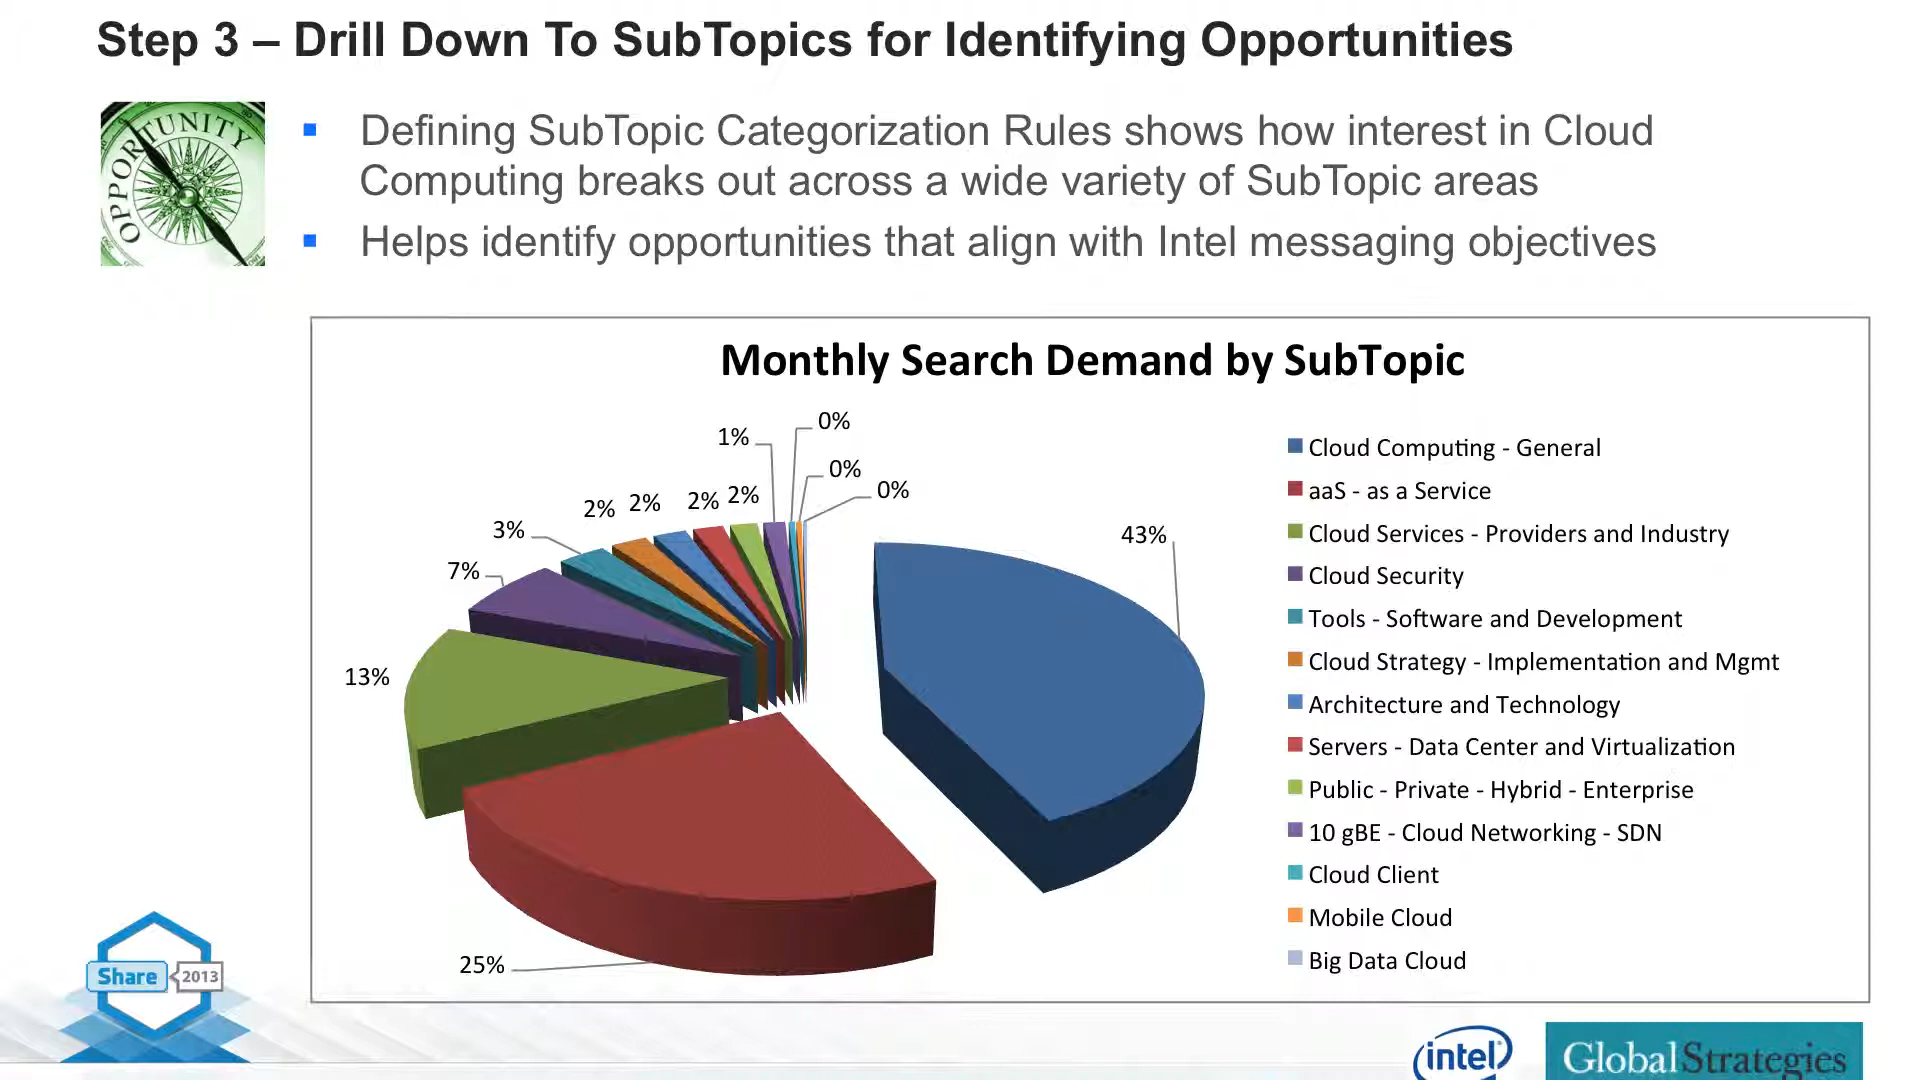 Step 3 – Drill Down To SubTopics for Identifying Opportunities
OPPORTUNITY
Defining SubTopic Categorization Rules shows how interest in Cloud
Computing breaks out across a wide variety of SubTopic areas
Helps identify opportunities that align with Intel messaging objectives
Monthly Search Demand by SubTopic
0%
1%
0%
0%
2% 2% 2% 2%
3%
43%
7%
13%
25%
Cloud Computing - General
aaS - as a Service
Cloud Services - Providers and Industry
Cloud Security
Tools - Software and Development
Cloud Strategy - Implementation and Mgmt
Architecture and Technology
Servers - Data Center and Virtualization
Public - Private - Hybrid - Enterprise
10 gBE - Cloud Networking - SDN
Cloud Client
Mobile Cloud
Big Data Cloud
Share 2013
intel
Global Strategies